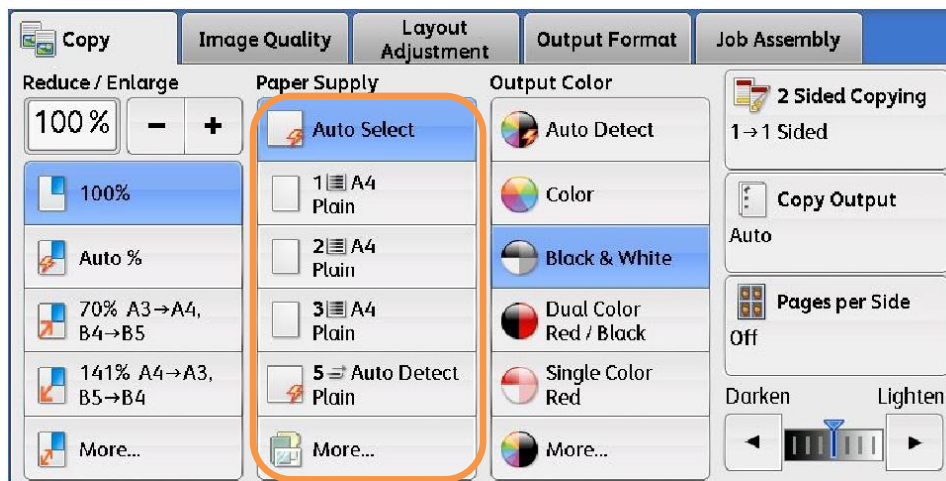 Copy
Image Quality
Layout
Adjustment
Output Format
Job Assembly
Reduce / Enlarge
100 %
−
+
100%
Auto %
70% A3→A4,
B4→B5
141% A4→A3,
B5→B4
More...
Paper Supply
Auto Select
1 A4
Plain
2 A4
Plain
3 A4
Plain
5 Auto Detect
Plain
More...
Output Color
Auto Detect
Color
Black & White
Dual Color
Red / Black
Single Color
Red
More...
2 Sided Copying
1→1 Sided
Copy Output
Auto
Pages per Side
Off
Darken Lighten